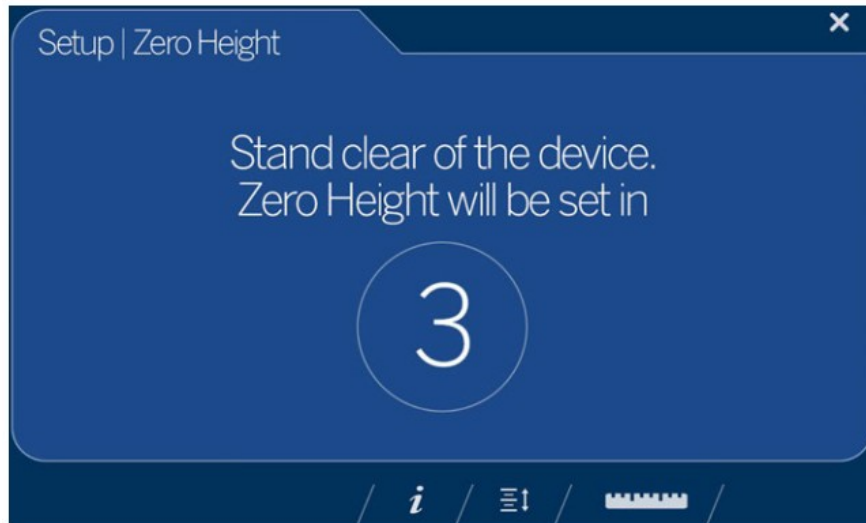 Setup | Zero Height
Stand clear of the device.
Zero Height will be set in
3
i